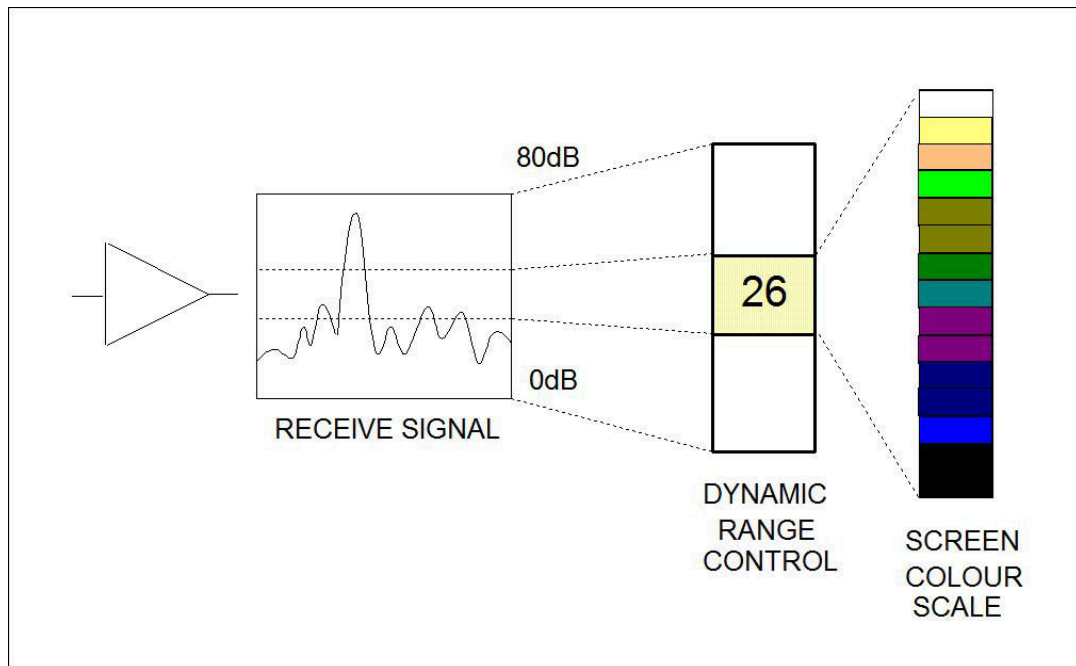 80dB
26
0dB
RECEIVE SIGNAL
DYNAMIC
RANGE
CONTROL
SCREEN
COLOUR
SCALE